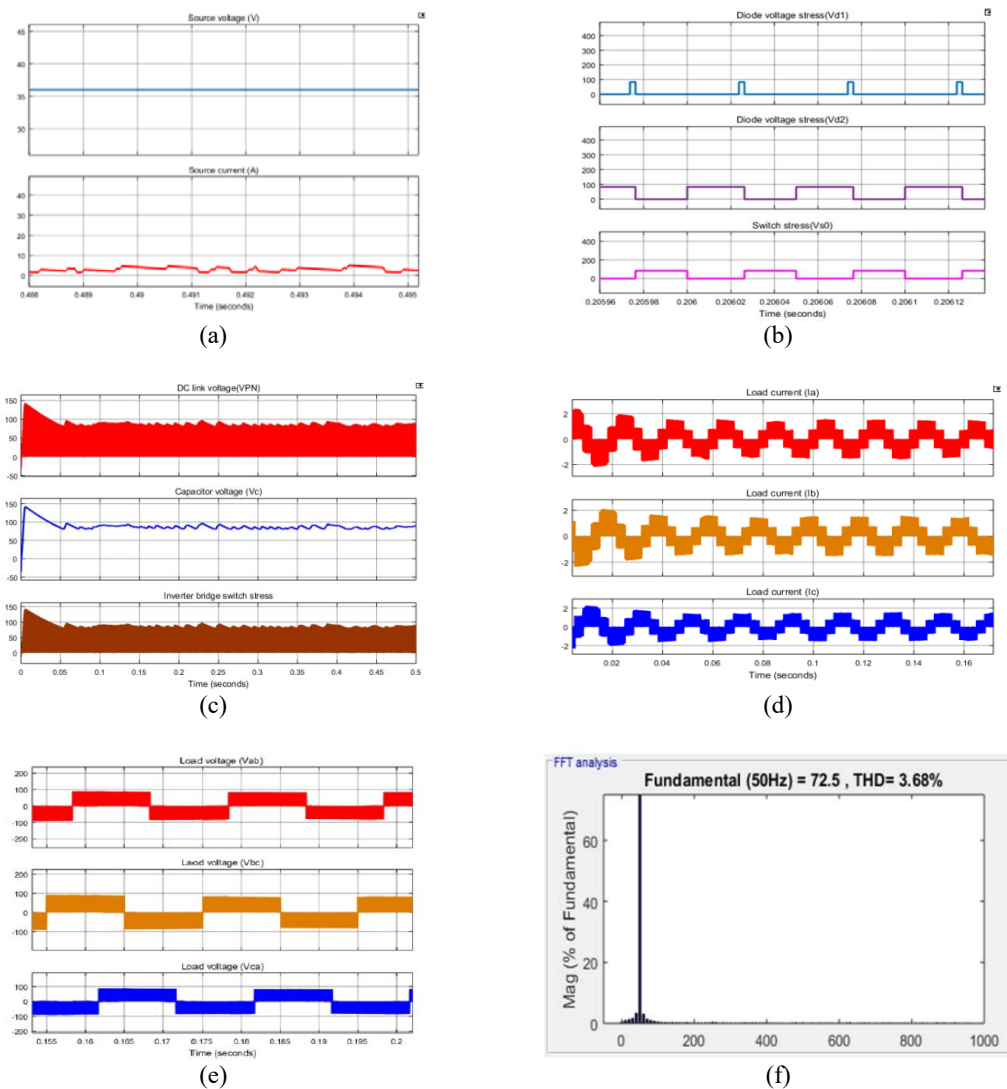 Source voltage (V)
45
40
35
30
Source current (A)
40
30
20
10
0
0.488 0.489 0.49 0.491 0.492 0.493 0.494 0.495
Time (seconds)
(a)
Diode voltage stress(Vd1)
400
300
200
100
0
Diode voltage stress(Vd2)
400
300
200
100
0
Switch stress(Vs0)
400
200
0
0.20596 0.20598 0.206 0.20602 0.20604 0.20606 0.20608 0.2061 0.20612
Time (seconds)
(b)
DC link voltage(VPN)
150
100
50
0
-50
Capacitor voltage (Vc)
150
100
50
0
-50
Inverter bridge switch stress
150
100
50
0
0 0.05 0.1 0.15 0.2 0.25 0.3 0.35 0.4 0.45 0.5
Time (seconds)
(c)
Load current (Ia)
2
0
-2
Load current (Ib)
2
0
-2
Load current (Ic)
2
0
-2
0.02 0.04 0.06 0.08 0.1 0.12 0.14 0.16
Time (seconds)
(d)
Load voltage (Vab)
200
100
0
-100
-200
Laod voltage (Vbc)
200
100
0
-100
Load voltage (Vca)
100
0
-100
-200
0.155 0.16 0.165 0.17 0.175 0.18 0.185 0.19 0.195 0.2
Time (seconds)
(e)
FFT analysis
Fundamental (50Hz) = 72.5 , THD= 3.68%
Mag (% of Fundamental)
60
40
20
0
0 200 400 600 800 1000
(f)